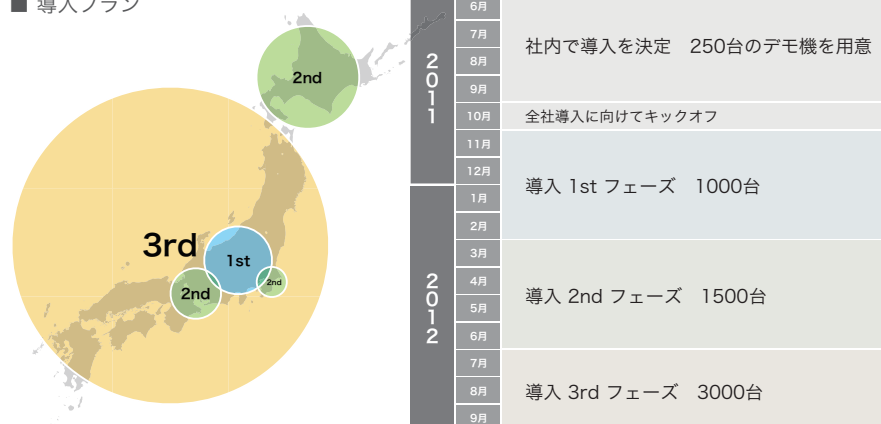 ■ 導入プラン
2nd
3rd
1st
2nd
2nd
2011
6月
7月
8月
9月
10月
11月
12月
2012
1月
2月
3月
4月
5月
6月
7月
8月
9月
社内で導入を決定　250台のデモ機を用意
全社導入に向けてキックオフ
導入 1st フェーズ　1000台
導入 2nd フェーズ　1500台
導入 3rd フェーズ　3000台